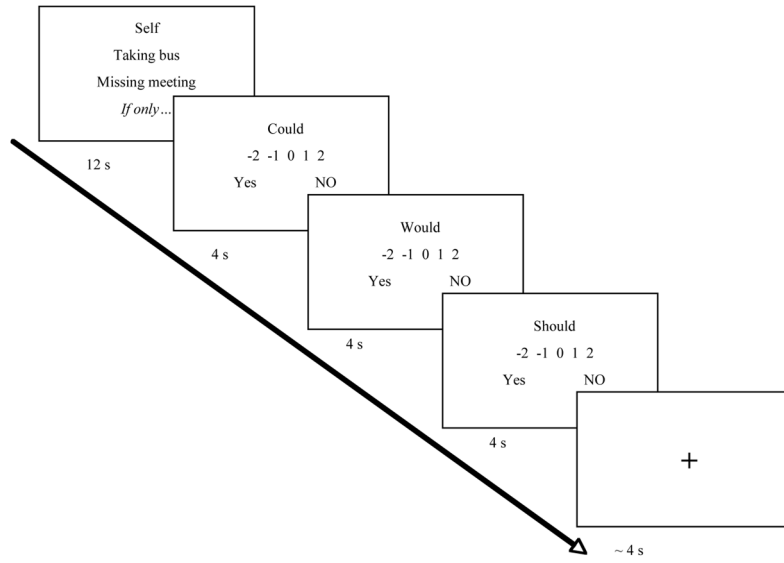 Self
Taking bus
Missing meeting
If only...
12 s
Could
-2 -1 0 1 2
Yes NO
4 s
Would
-2 -1 0 1 2
Yes NO
4 s
Should
-2 -1 0 1 2
Yes NO
4 s
+
~ 4 s